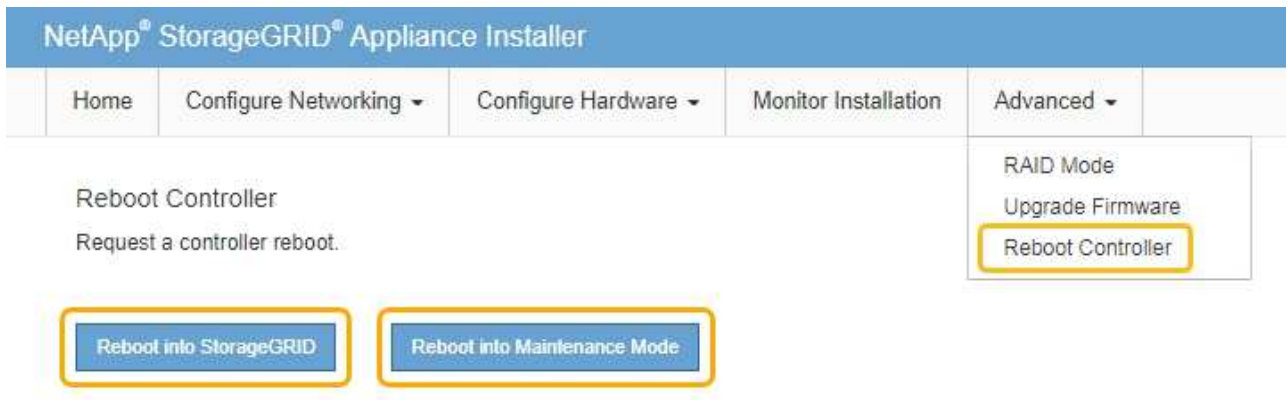 NetApp® StorageGRID® Appliance Installer
Home Configure Networking Configure Hardware Monitor Installation Advanced
RAID Mode
Upgrade Firmware
Reboot Controller
Reboot Controller
Request a controller reboot.
Reboot into StorageGRID Reboot into Maintenance Mode